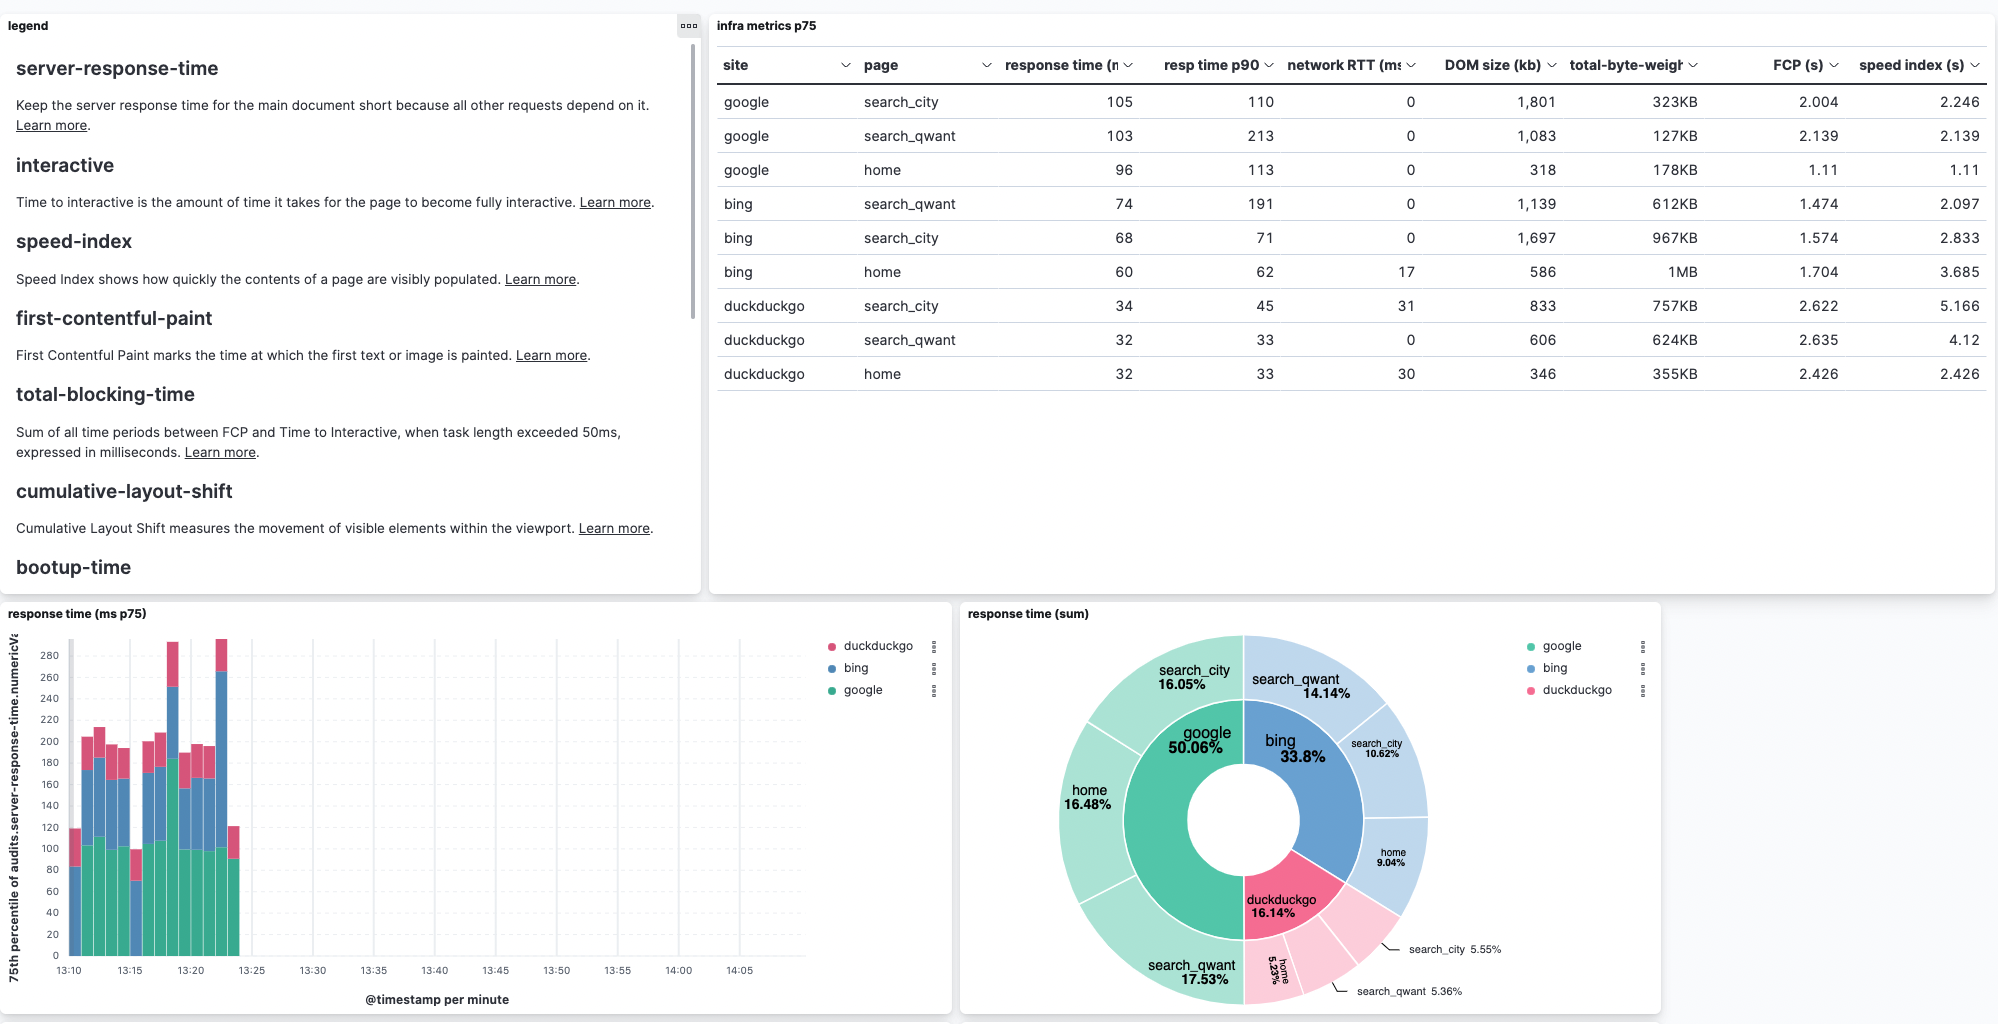 legend
server-response-time
Keep the server response time for the main document short because all other requests depend on it.
Learn more.
interactive
Time to interactive is the amount of time it takes for the page to become fully interactive. Learn more.
speed-index
Speed Index shows how quickly the contents of a page are visibly populated. Learn more.
first-contentful-paint
First Contentful Paint marks the time at which the first text or image is painted. Learn more.
total-blocking-time
Sum of all time periods between FCP and Time to Interactive, when task length exceeded 50ms,
expressed in milliseconds. Learn more.
cumulative-layout-shift
Cumulative Layout Shift measures the movement of visible elements within the viewport. Learn more.
bootup-time
infra metrics p75
site page response time (m resp time p90 network RTT (ms DOM size (kb) total-byte-weigh FCP (s) speed index (s)
google search_city 105 110 0 1,801 323KB 2.004 2.246
google search_qwant 103 213 0 1,083 127KB 2.139 2.139
google home 96 113 0 318 178KB 1.11 1.11
bing search_qwant 74 191 0 1,139 612KB 1.474 2.097
bing search_city 68 71 0 1,697 967KB 1.574 2.833
bing home 60 62 17 586 1MB 1.704 3.685
duckduckgo search_city 34 45 31 833 757KB 2.622 5.166
duckduckgo search_qwant 32 33 0 606 624KB 2.635 4.12
duckduckgo home 32 33 30 346 355KB 2.426 2.426
response time (ms p75)
75th percentile of audits.server-response-time.numericVa
280
260
240
220
200
180
160
140
120
100
80
60
40
20
0
13:10 13:15 13:20 13:25 13:30 13:35 13:40 13:45 13:50 13:55 14:00 14:05
@timestamp per minute
duckduckgo
bing
google
response time (sum)
search_city
16.05%
search_qwant
14.14%
google
50.06%
bing
33.8%
search_city
10.62%
home
16.48%
home
9.04%
duckduckgo
16.14%
search_qwant
17.53%
home
5.23%
search_city 5.55%
search_qwant 5.36%
google
bing
duckduckgo